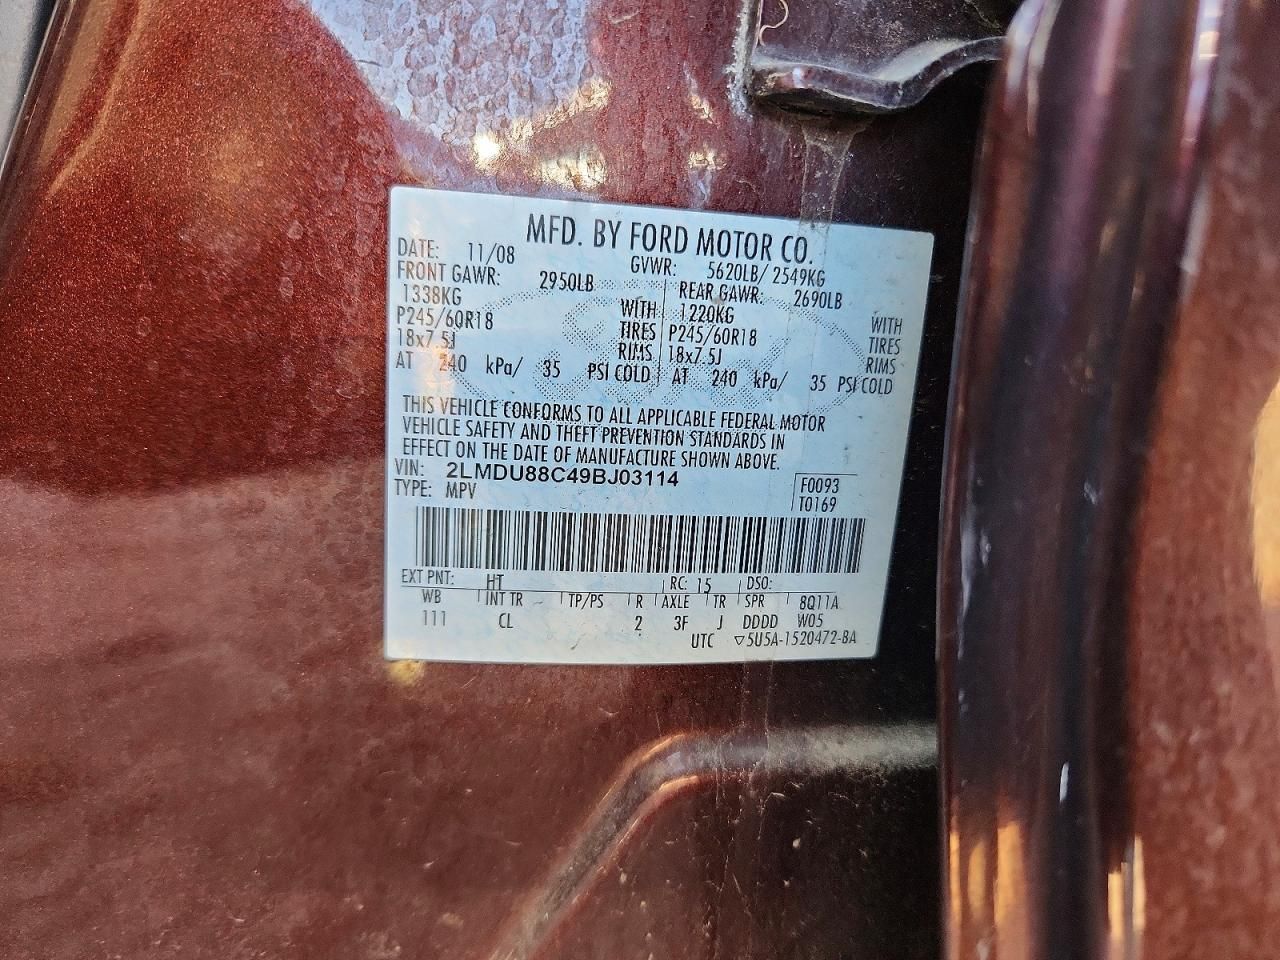 MFD. BY FORD MOTOR CO.
DATE: 11/08 GVWR: 5620LB/ 2549KG
FRONT GAWR: 2950LB REAR GAWR: 2690LB
1338KG WITH 1220KG WITH
P245/60R18 TIRES P245/60R18 TIRES
18x7.5J RIMS 18x7.5J RIMS
AT 240 kPa/ 35 PSI COLD AT 240 kPa/ 35 PSI COLD
THIS VEHICLE CONFORMS TO ALL APPLICABLE FEDERAL MOTOR
VEHICLE SAFETY AND THEFT PREVENTION STANDARDS IN
EFFECT ON THE DATE OF MANUFACTURE SHOWN ABOVE.
VIN: 2LMDU88C49BJ03114
TYPE: MPV
F0093
T0169
EXT PNT: HT RC: 15 DSO:
WB INT TR TP/PS R AXLE TR SPR 8Q11A
111 CL 2 3F J DDDD W05
UTC ▽5U5A-1520472-BA